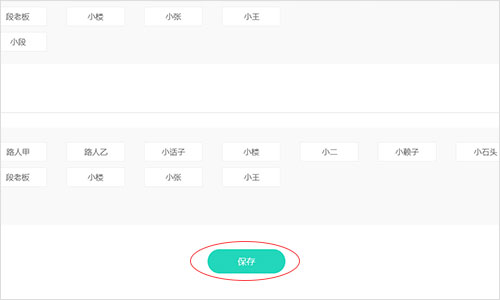 段老板 小楼 小张 小王
小段
路人甲 路人乙 小适子 小楼 小二 小赖子 小石头
段老板 小楼 小张 小王
保存